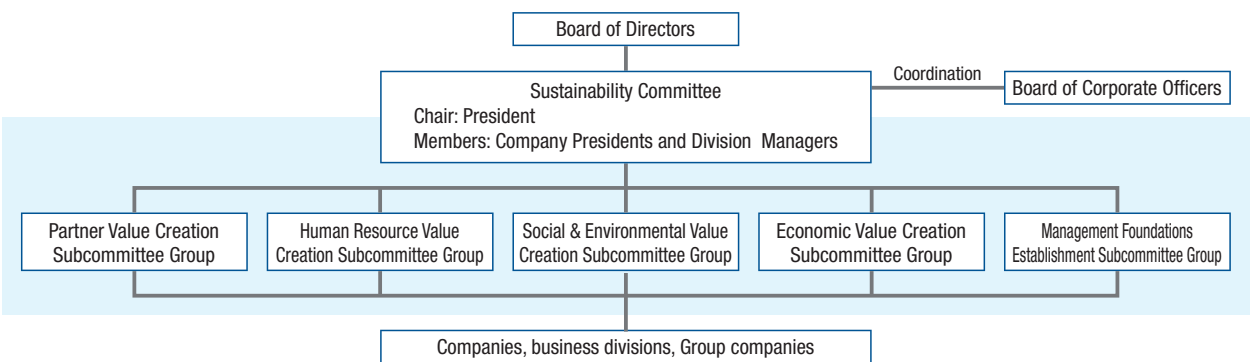 Board of Directors
Coordination
Sustainability Committee
Chair: President
Members: Company Presidents and Division Managers
Board of Corporate Officers
Partner Value Creation
Subcommittee Group
Human Resource Value
Creation Subcommittee Group
Social & Environmental Value
Creation Subcommittee Group
Economic Value Creation
Subcommittee Group
Management Foundations
Establishment Subcommittee Group
Companies, business divisions, Group companies